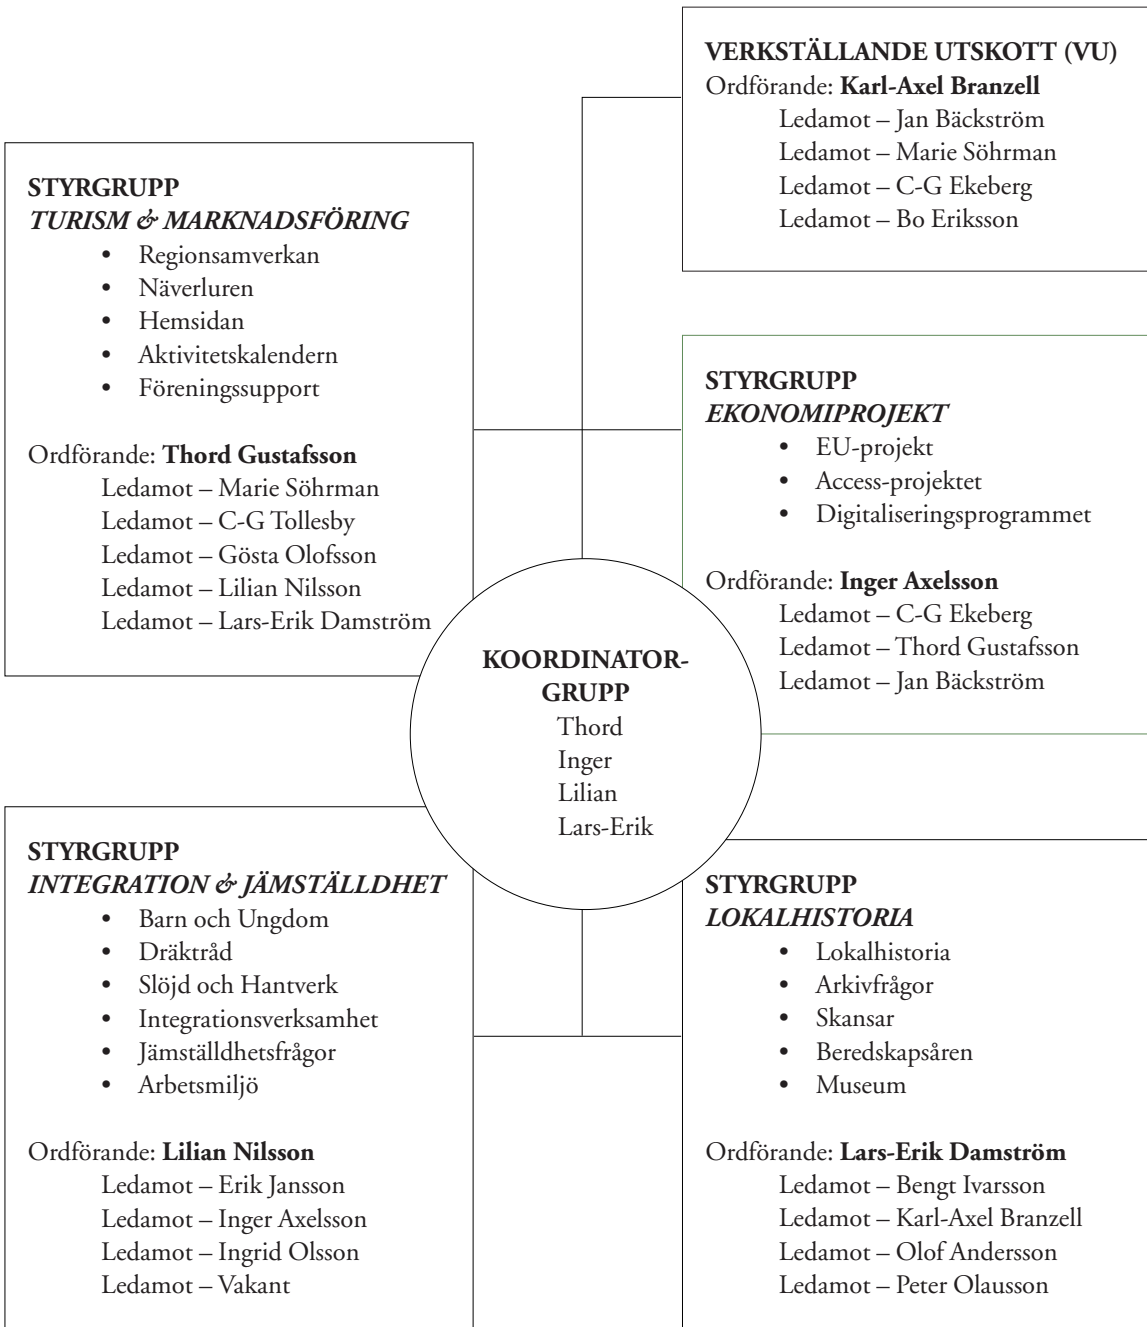 VERKSTÄLLANDE UTSKOTT (VU)
Ordförande: Karl-Axel Branzell
Ledamot – Jan Bäckström
Ledamot – Marie Söhrman
Ledamot – C-G Ekeberg
Ledamot – Bo Eriksson
STYRGRUPP
TURISM & MARKNADSFÖRING
• Regionsamverkan
• Näverluren
• Hemsidan
• Aktivitetskalendern
• Föreningssupport
Ordförande: Thord Gustafsson
Ledamot – Marie Söhrman
Ledamot – C-G Tollesby
Ledamot – Gösta Olofsson
Ledamot – Lilian Nilsson
Ledamot – Lars-Erik Damström
STYRGRUPP
EKONOMIPROJEKT
• EU-projekt
• Access-projektet
• Digitaliseringsprogrammet
Ordförande: Inger Axelsson
Ledamot – C-G Ekeberg
Ledamot – Thord Gustafsson
Ledamot – Jan Bäckström
KOORDINATOR-
GRUPP
Thord
Inger
Lilian
Lars-Erik
STYRGRUPP
INTEGRATION & JÄMSTÄLLDHET
• Barn och Ungdom
• Dräktråd
• Slöjd och Hantverk
• Integrationsverksamhet
• Jämställdhetsfrågor
• Arbetsmiljö
Ordförande: Lilian Nilsson
Ledamot – Erik Jansson
Ledamot – Inger Axelsson
Ledamot – Ingrid Olsson
Ledamot – Vakant
STYRGRUPP
LOKALHISTORIA
• Lokalhistoria
• Arkivfrågor
• Skansar
• Beredskapsåren
• Museum
Ordförande: Lars-Erik Damström
Ledamot – Bengt Ivarsson
Ledamot – Karl-Axel Branzell
Ledamot – Olof Andersson
Ledamot – Peter Olausson